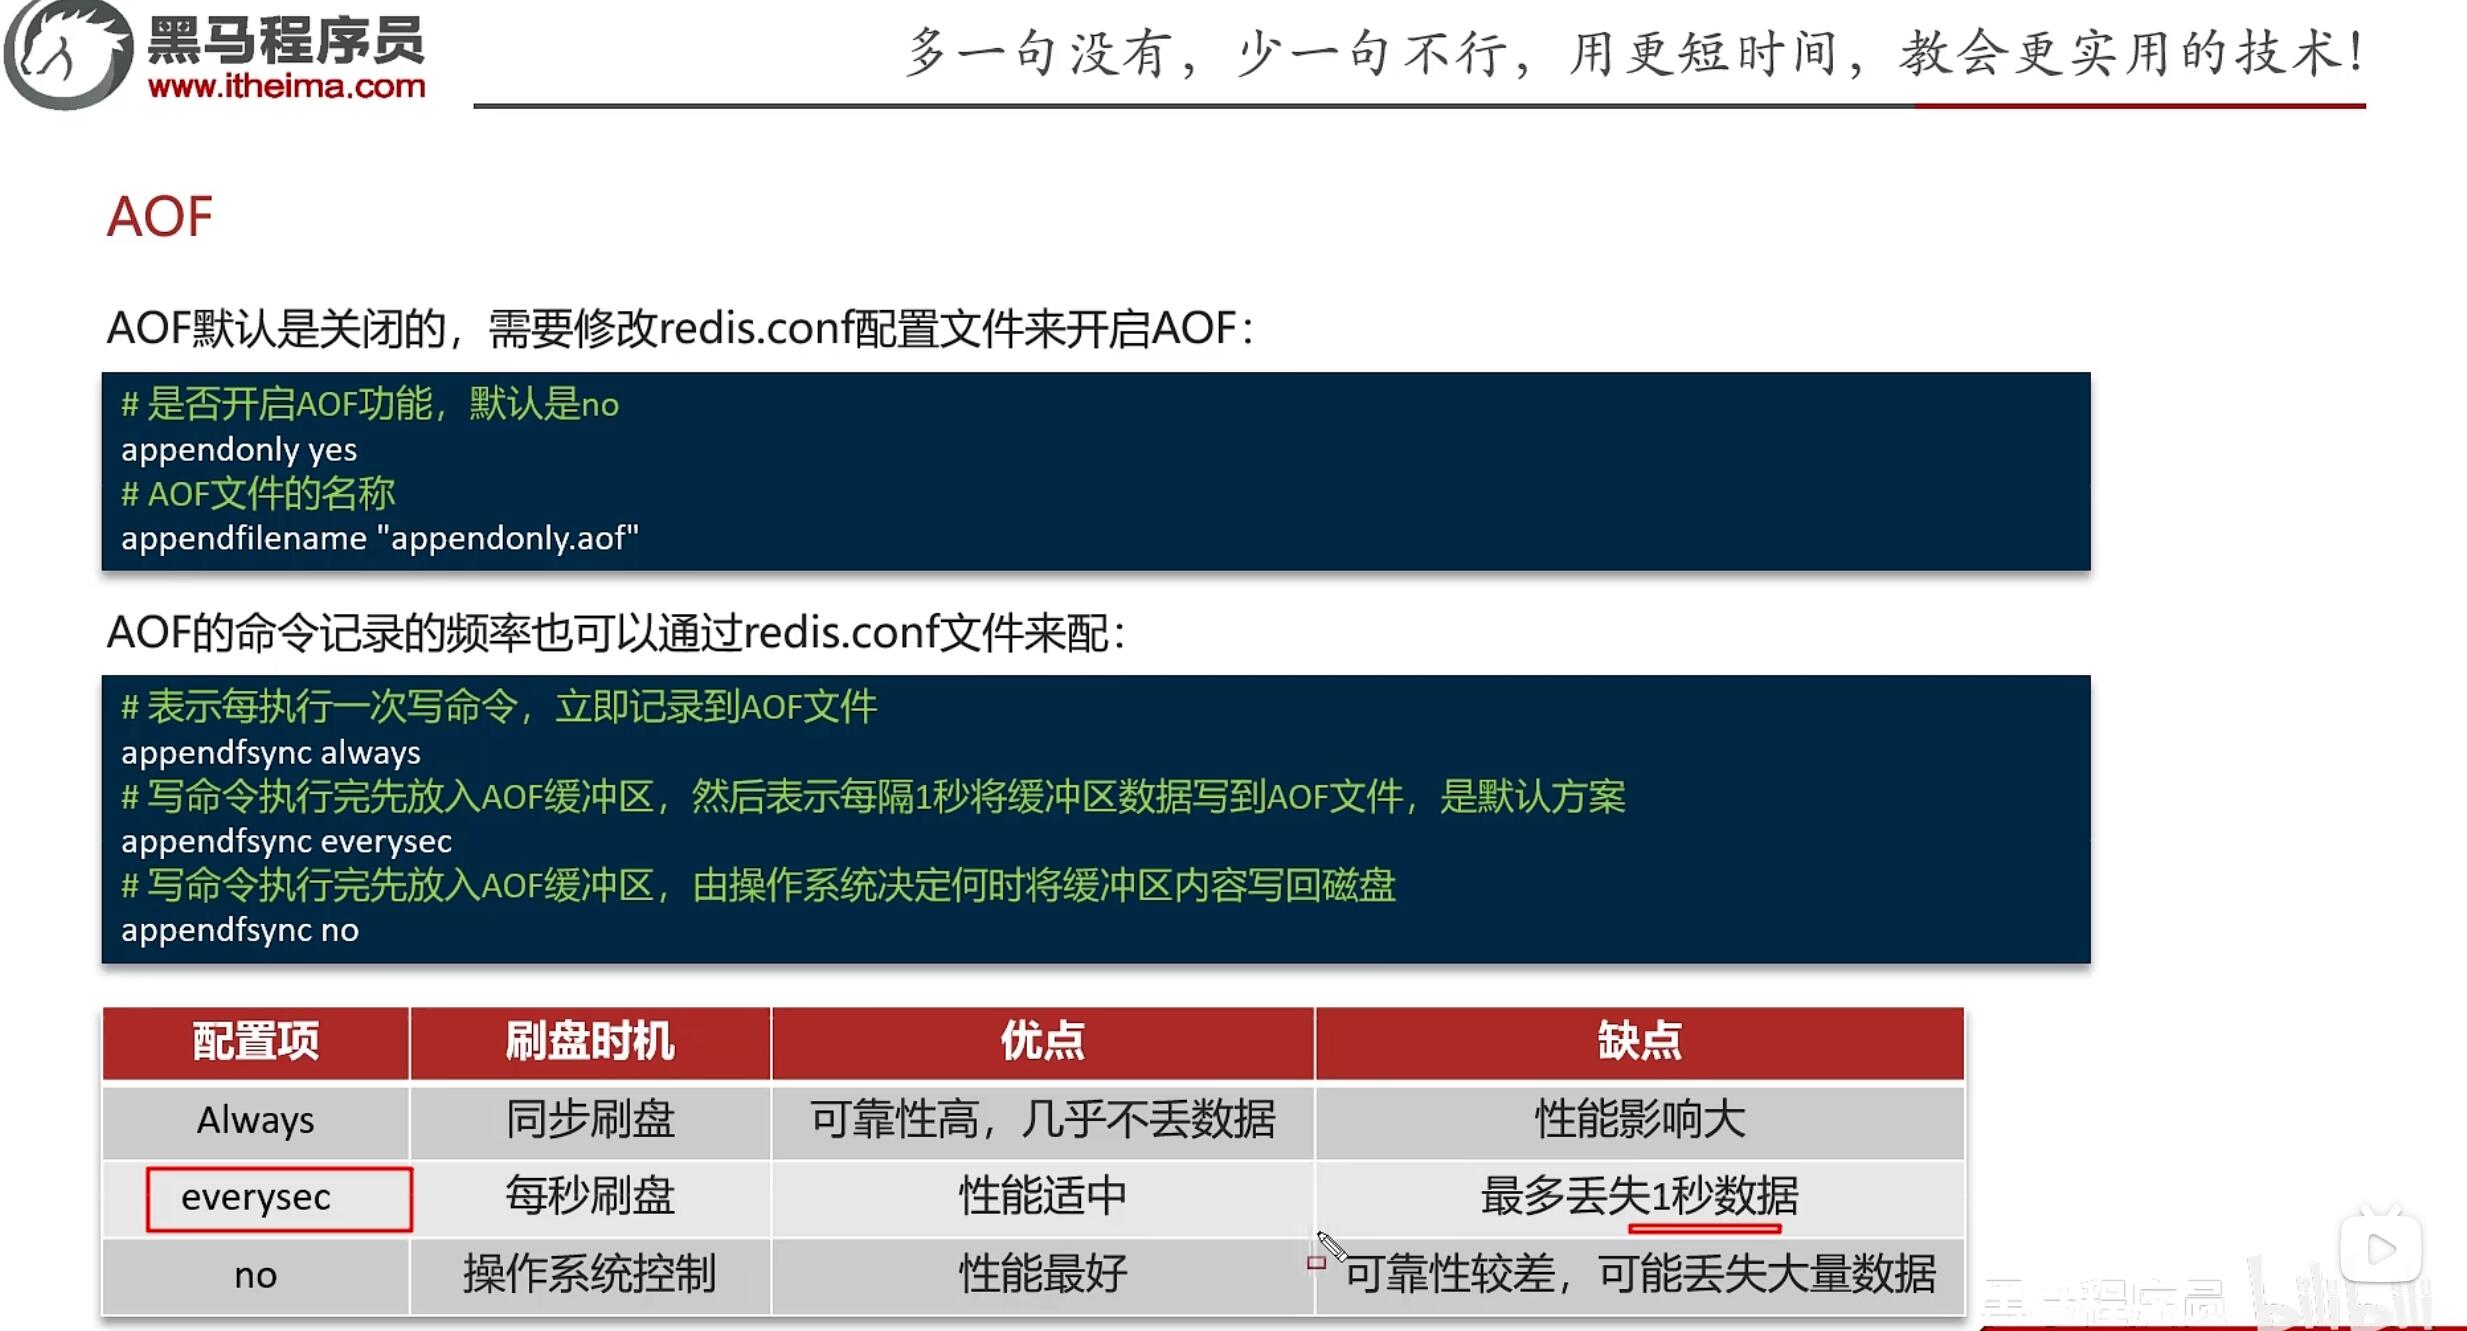 黑马程序员
www.itheima.com
多一句没有，少一句不行，用更短时间，教会更实用的技术！
AOF
AOF默认是关闭的，需要修改redis.conf配置文件来开启AOF：
# 是否开启AOF功能，默认是no
appendonly yes
# AOF文件的名称
appendfilename "appendonly.aof"
AOF的命令记录的频率也可以通过redis.conf文件来配：
# 表示每执行一次写命令，立即记录到AOF文件
appendfsync always
# 写命令执行完先放入AOF缓冲区，然后表示每隔1秒将缓冲区数据写到AOF文件，是默认方案
appendfsync everysec
# 写命令执行完先放入AOF缓冲区，由操作系统决定何时将缓冲区内容写回磁盘
appendfsync no
配置项 刷盘时机 优点 缺点
Always 同步刷盘 可靠性高，几乎不丢数据 性能影响大
everysec 每秒刷盘 性能适中 最多丢失1秒数据
no 操作系统控制 性能最好 可靠性较差，可能丢失大量数据
黑马程序员 bilibili